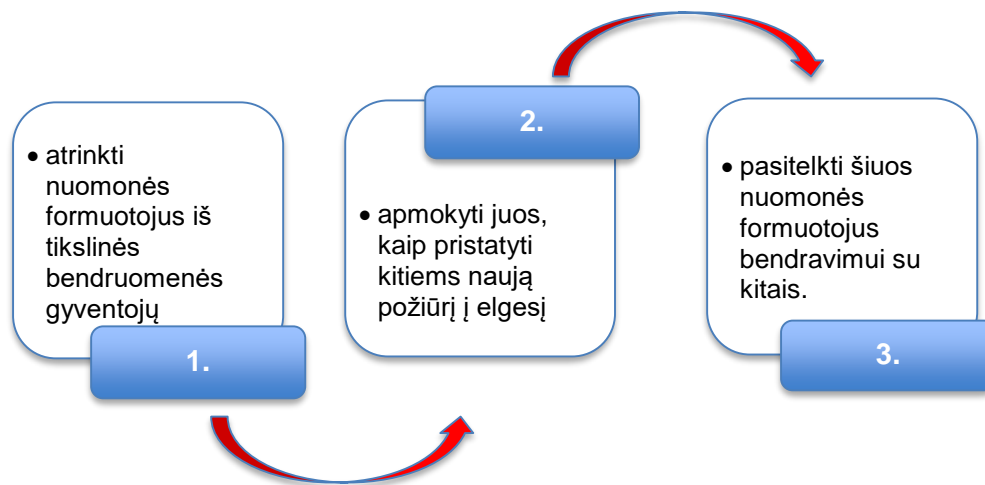 • atrinkti
nuomonės
formuotojus iš
tikslinės
bendruomenės
gyventojų
1.
2.
• apmokyti juos,
kaip pristatyti
kitiems naują
požiūrį į elgesį
• pasitelkti šiuos
nuomonės
formuotojus
bendravimui su
kitais.
3.